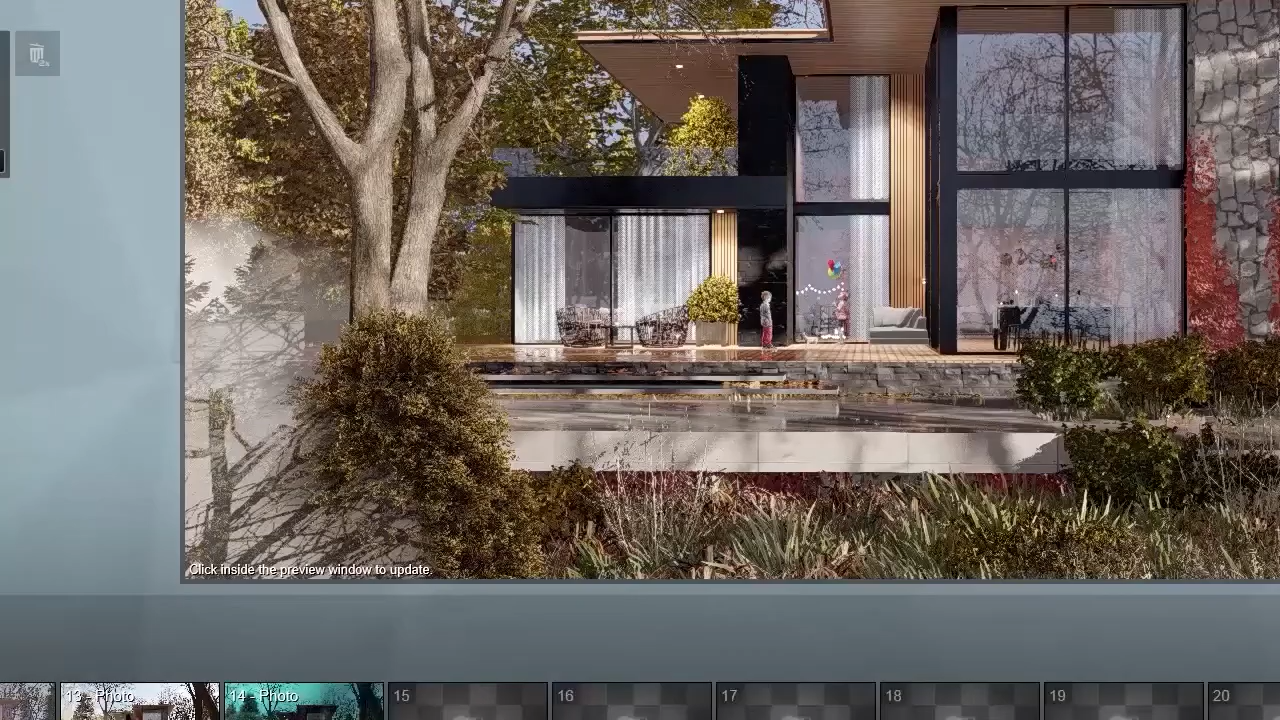 Click inside the preview window to update.
13 - Photo
14 - Photo
15
16
17
18
19
20